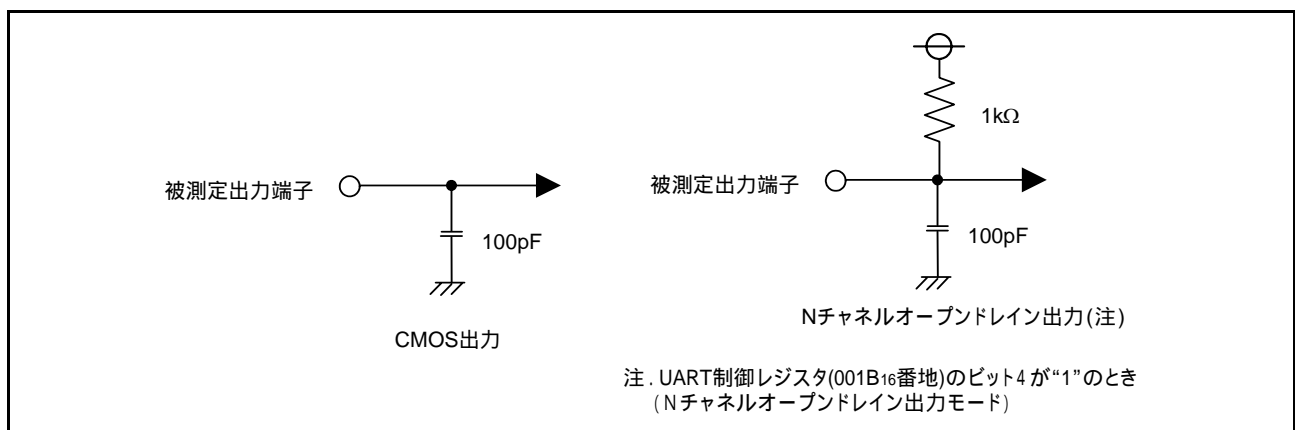 被測定出力端子
100pF
CMOS出力
1kΩ
被測定出力端子
100pF
Nチャネルオープンドレイン出力(注)
注．UART制御レジスタ(001B16番地)のビット4 が“1”のとき
（Nチャネルオープンドレイン出力モード）